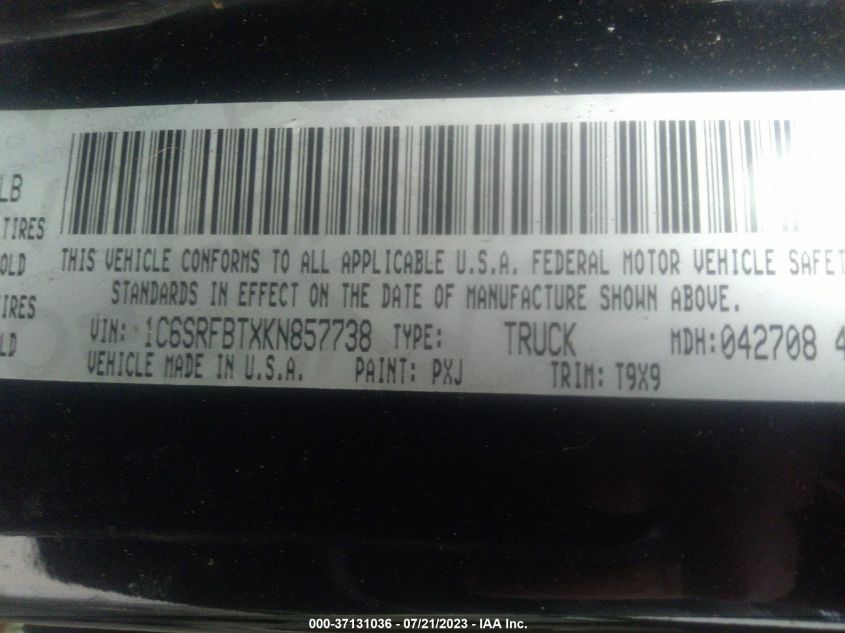 LB
TIRES
OLD
TIRES
LD
THIS VEHICLE CONFORMS TO ALL APPLICABLE U.S.A. FEDERAL MOTOR VEHICLE SAFET
STANDARDS IN EFFECT ON THE DATE OF MANUFACTURE SHOWN ABOVE.
VIN: 1C6SRFBTXKN857738 TYPE: TRUCK MDH:042708 4
VEHICLE MADE IN U.S.A. PAINT: PXJ TRIM: T9X9
000-37131036 - 07/21/2023 - IAA Inc.